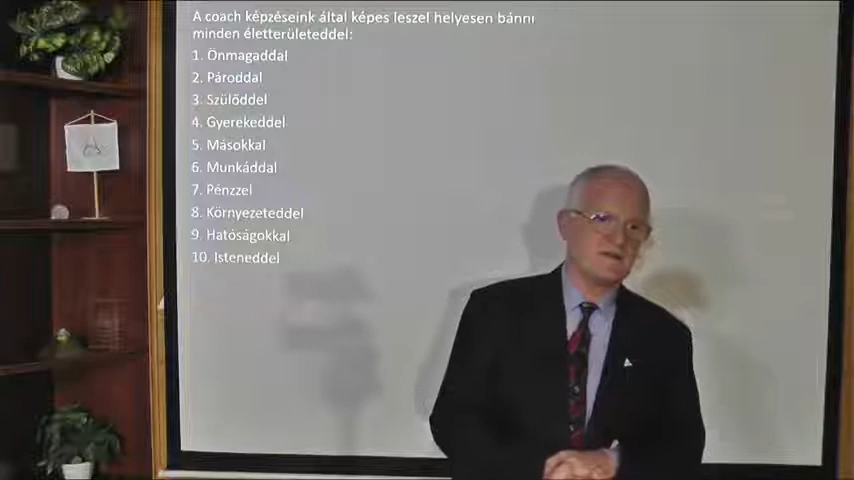 A coach képzéseink által képes leszel helyesen bánni
minden életterületeddel:
1. Önmagaddal
2. Pároddal
3. Szülőddel
4. Gyerekeddel
5. Másokkal
6. Munkáddal
7. Pénzzel
8. Környezeteddel
9. Hatóságokkal
10. Isteneddel